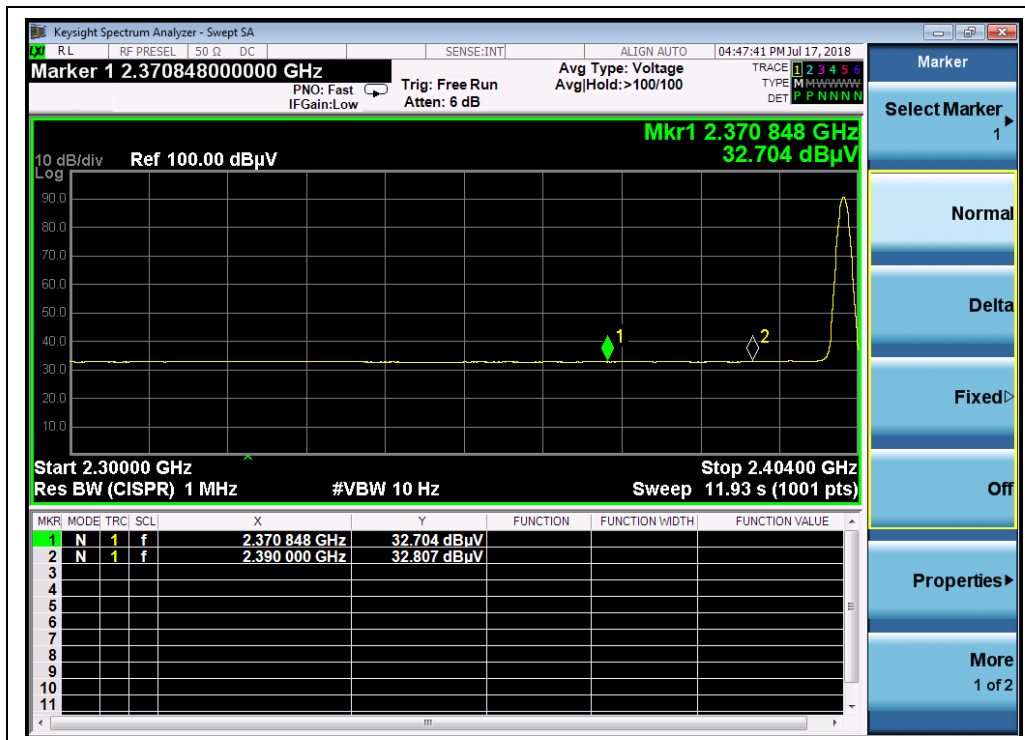 Keysight Spectrum Analyzer - Swept SA
LXI RL RF PRESEL 50 Ω DC SENSE:INT ALIGN AUTO 04:47:41 PM Jul 17, 2018
Marker 1 2.370848000000 GHz
PNO: Fast
IFGain:Low
Trig: Free Run
Atten: 6 dB
Avg Type: Voltage
Avg|Hold:>100/100
TRACE 1 2 3 4 5 6
TYPE M M W W W W
DET P P N N N N
Mkr1 2.370 848 GHz
32.704 dBµV
10 dB/div Ref 100.00 dBµV
Log
90.0
80.0
70.0
60.0
50.0
40.0
30.0
20.0
10.0
1
2
Start 2.30000 GHz Stop 2.40400 GHz
Res BW (CISPR) 1 MHz #VBW 10 Hz Sweep 11.93 s (1001 pts)
MKR MODE TRC SCL X Y FUNCTION FUNCTION WIDTH FUNCTION VALUE
1 N 1 f 2.370 848 GHz 32.704 dBµV
2 N 1 f 2.390 000 GHz 32.807 dBµV
3
4
5
6
7
8
9
10
11
Marker
Select Marker
1
Normal
Delta
Fixed
Off
Properties
More
1 of 2